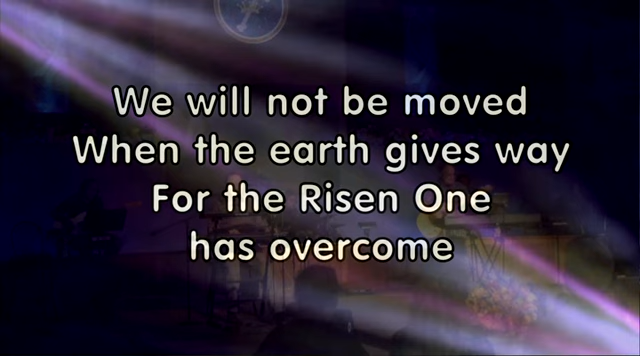 We will not be moved
When the earth gives way
For the Risen One
has overcome